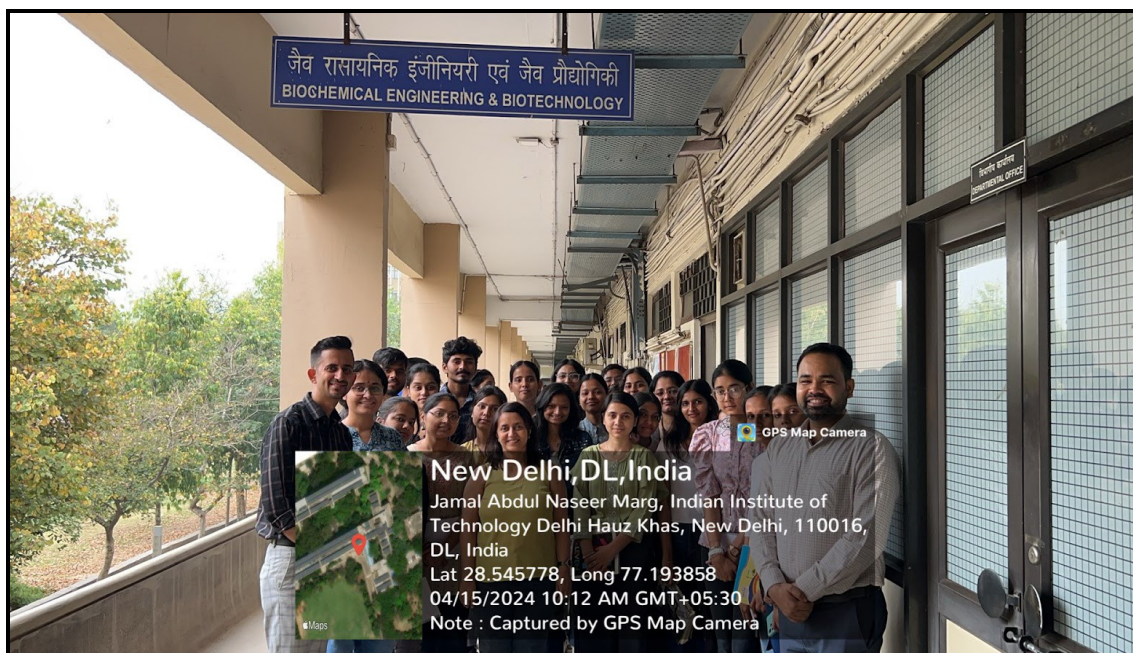 जैव रासायनिक इंजीनियरी एवं जैव प्रौद्योगिकी
BIOCHEMICAL ENGINEERING & BIOTECHNOLOGY
विभागीय कार्यालय
DEPARTMENTAL OFFICE
GPS Map Camera
New Delhi,DL,India
Jamal Abdul Naseer Marg, Indian Institute of
Technology Delhi Hauz Khas, New Delhi, 110016,
DL, India
Lat 28.545778, Long 77.193858
04/15/2024 10:12 AM GMT+05:30
Note : Captured by GPS Map Camera
Maps